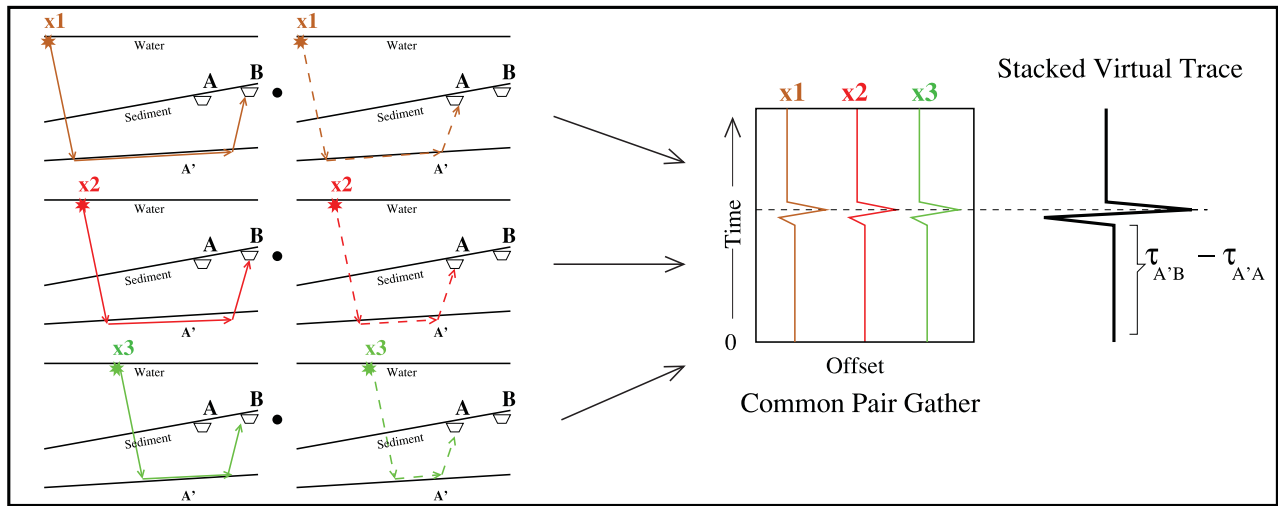 x1
Water
A
B
Sediment
A'
x1
Water
A
B
Sediment
x2
Water
A
B
Sediment
A'
x2
Water
A
B
Sediment
x3
Water
A
B
Sediment
A'
x3
Water
A
B
Sediment
x1 x2 x3
Time
0
Offset
Common Pair Gather
Stacked Virtual Trace
τA'B − τA'A